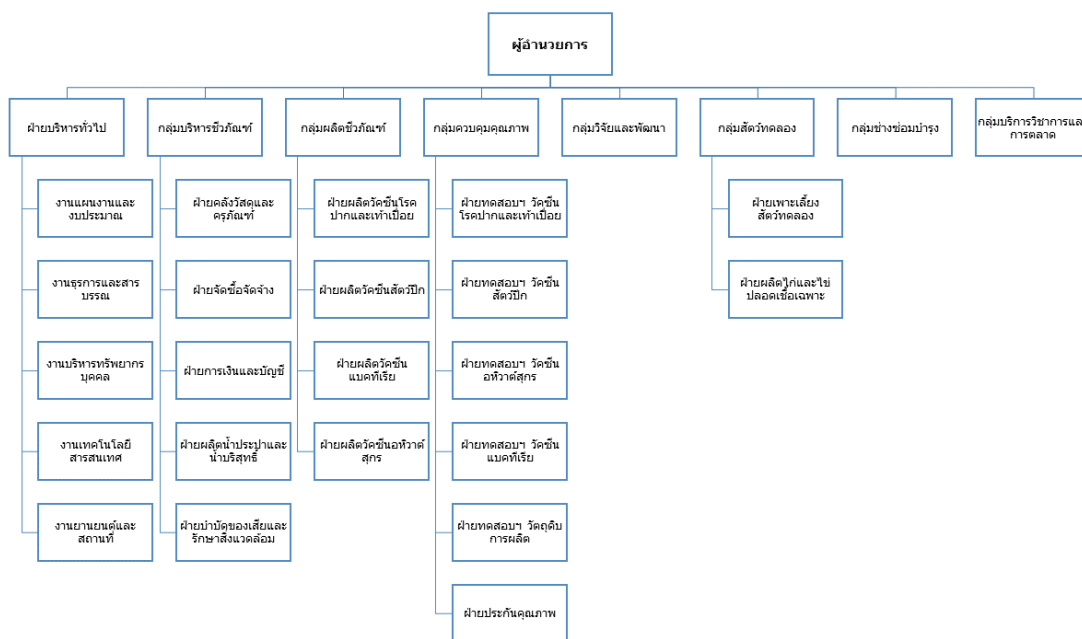 ผู้อำนวยการ
ฝ่ายบริหารทั่วไป
กลุ่มบริหารชีวภัณฑ์
กลุ่มผลิตชีวภัณฑ์
กลุ่มควบคุมคุณภาพ
กลุ่มวิจัยและพัฒนา
กลุ่มสัตว์ทดลอง
กลุ่มช่างซ่อมบำรุง
กลุ่มบริการวิชาการและ
การตลาด
งานแผนงานและ
งบประมาณ
งานธุรการและสาร
บรรณ
งานบริหารทรัพยากร
บุคคล
งานเทคโนโลยี
สารสนเทศ
งานยานยนต์และ
สถานที่
ฝ่ายคลังวัสดุและ
ครุภัณฑ์
ฝ่ายจัดซื้อจัดจ้าง
ฝ่ายการเงินและบัญชี
ฝ่ายผลิตน้ำประปาและ
น้ำบริสุทธิ์
ฝ่ายบำบัดของเสียและ
รักษาสิ่งแวดล้อม
ฝ่ายผลิตวัคซีนโรค
ปากและเท้าเปื่อย
ฝ่ายผลิตวัคซีนสัตว์ปีก
ฝ่ายผลิตวัคซีน
แบคทีเรีย
ฝ่ายผลิตวัคซีนอหิวาต์
สุกร
ฝ่ายทดสอบฯ วัคซีน
โรคปากและเท้าเปื่อย
ฝ่ายทดสอบฯ วัคซีน
สัตว์ปีก
ฝ่ายทดสอบฯ วัคซีน
อหิวาต์สุกร
ฝ่ายทดสอบฯ วัคซีน
แบคทีเรีย
ฝ่ายทดสอบฯ วัตถุดิบ
การผลิต
ฝ่ายประกันคุณภาพ
ฝ่ายเพาะเลี้ยง
สัตว์ทดลอง
ฝ่ายผลิตไก่และไข่
ปลอดเชื้อเฉพาะ